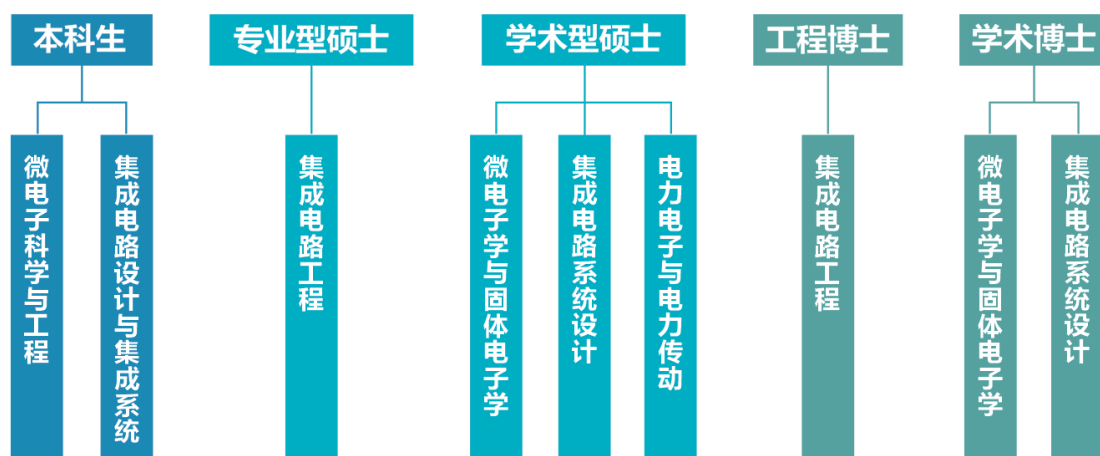 本科生
专业型硕士
学术型硕士
工程博士
学术博士
微电子科学与工程
集成电路设计与集成系统
集成电路工程
微电子学与固体电子学
集成电路系统设计
电力电子与电力传动
集成电路工程
微电子学与固体电子学
集成电路系统设计